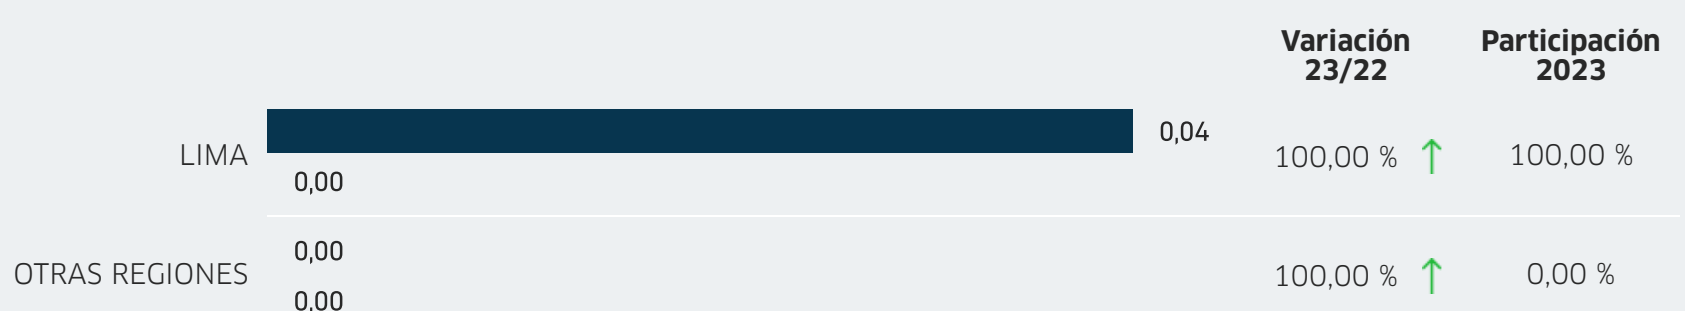 Variación
23/22
Participación
2023
LIMA
0,04
0,00
100,00 %
100,00 %
OTRAS REGIONES
0,00
0,00
100,00 %
0,00 %